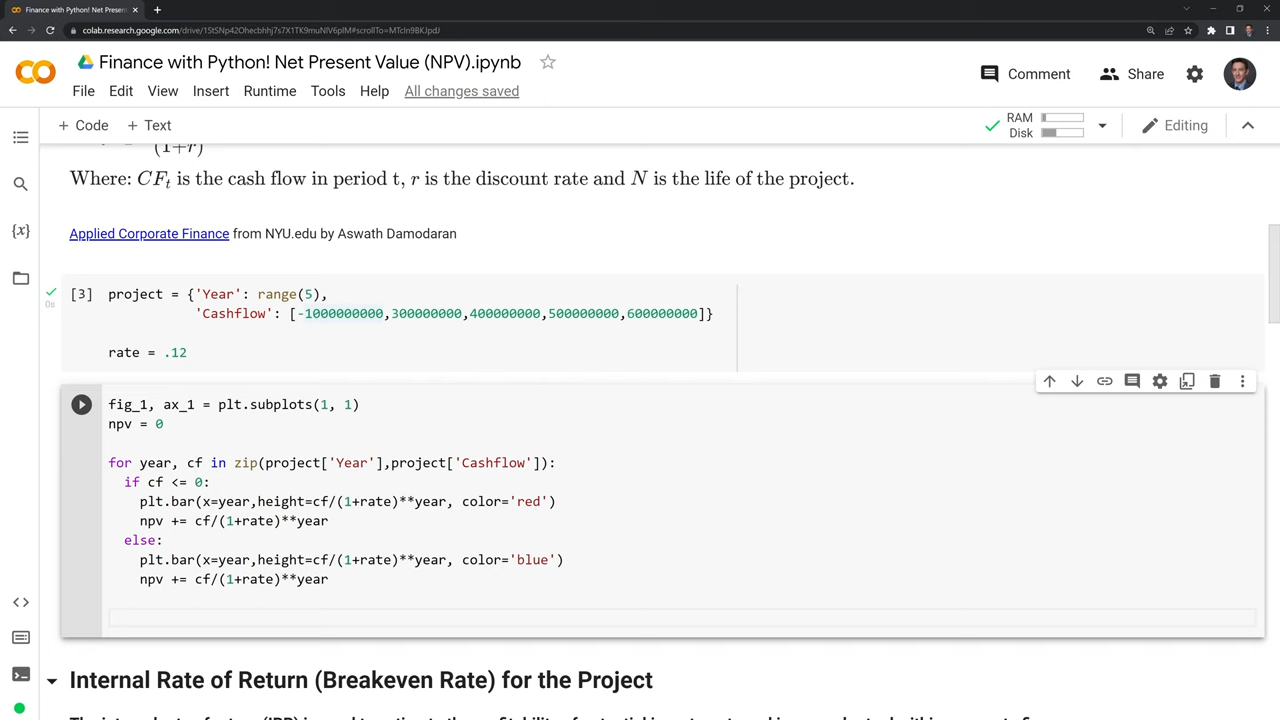 Finance with Python! Net Present
colab.research.google.com/drive/1StSNp42Ohecbhhj7s7X1TK9muNlV6plM#scrollTo=MTcln9BKJpdJ
Finance with Python! Net Present Value (NPV).ipynb
Comment
Share
File Edit View Insert Runtime Tools Help All changes saved
+ Code + Text
RAM
Disk
Editing
(1+r)
Where: CFt is the cash flow in period t, r is the discount rate and N is the life of the project.
Applied Corporate Finance from NYU.edu by Aswath Damodaran
[3] project = {'Year': range(5),
0s
'Cashflow': [-1000000000,300000000,400000000,500000000,600000000]}
rate = .12
fig_1, ax_1 = plt.subplots(1, 1)
npv = 0
for year, cf in zip(project['Year'],project['Cashflow']):
if cf <= 0:
plt.bar(x=year,height=cf/(1+rate)**year, color='red')
npv += cf/(1+rate)**year
else:
plt.bar(x=year,height=cf/(1+rate)**year, color='blue')
npv += cf/(1+rate)**year
Internal Rate of Return (Breakeven Rate) for the Project